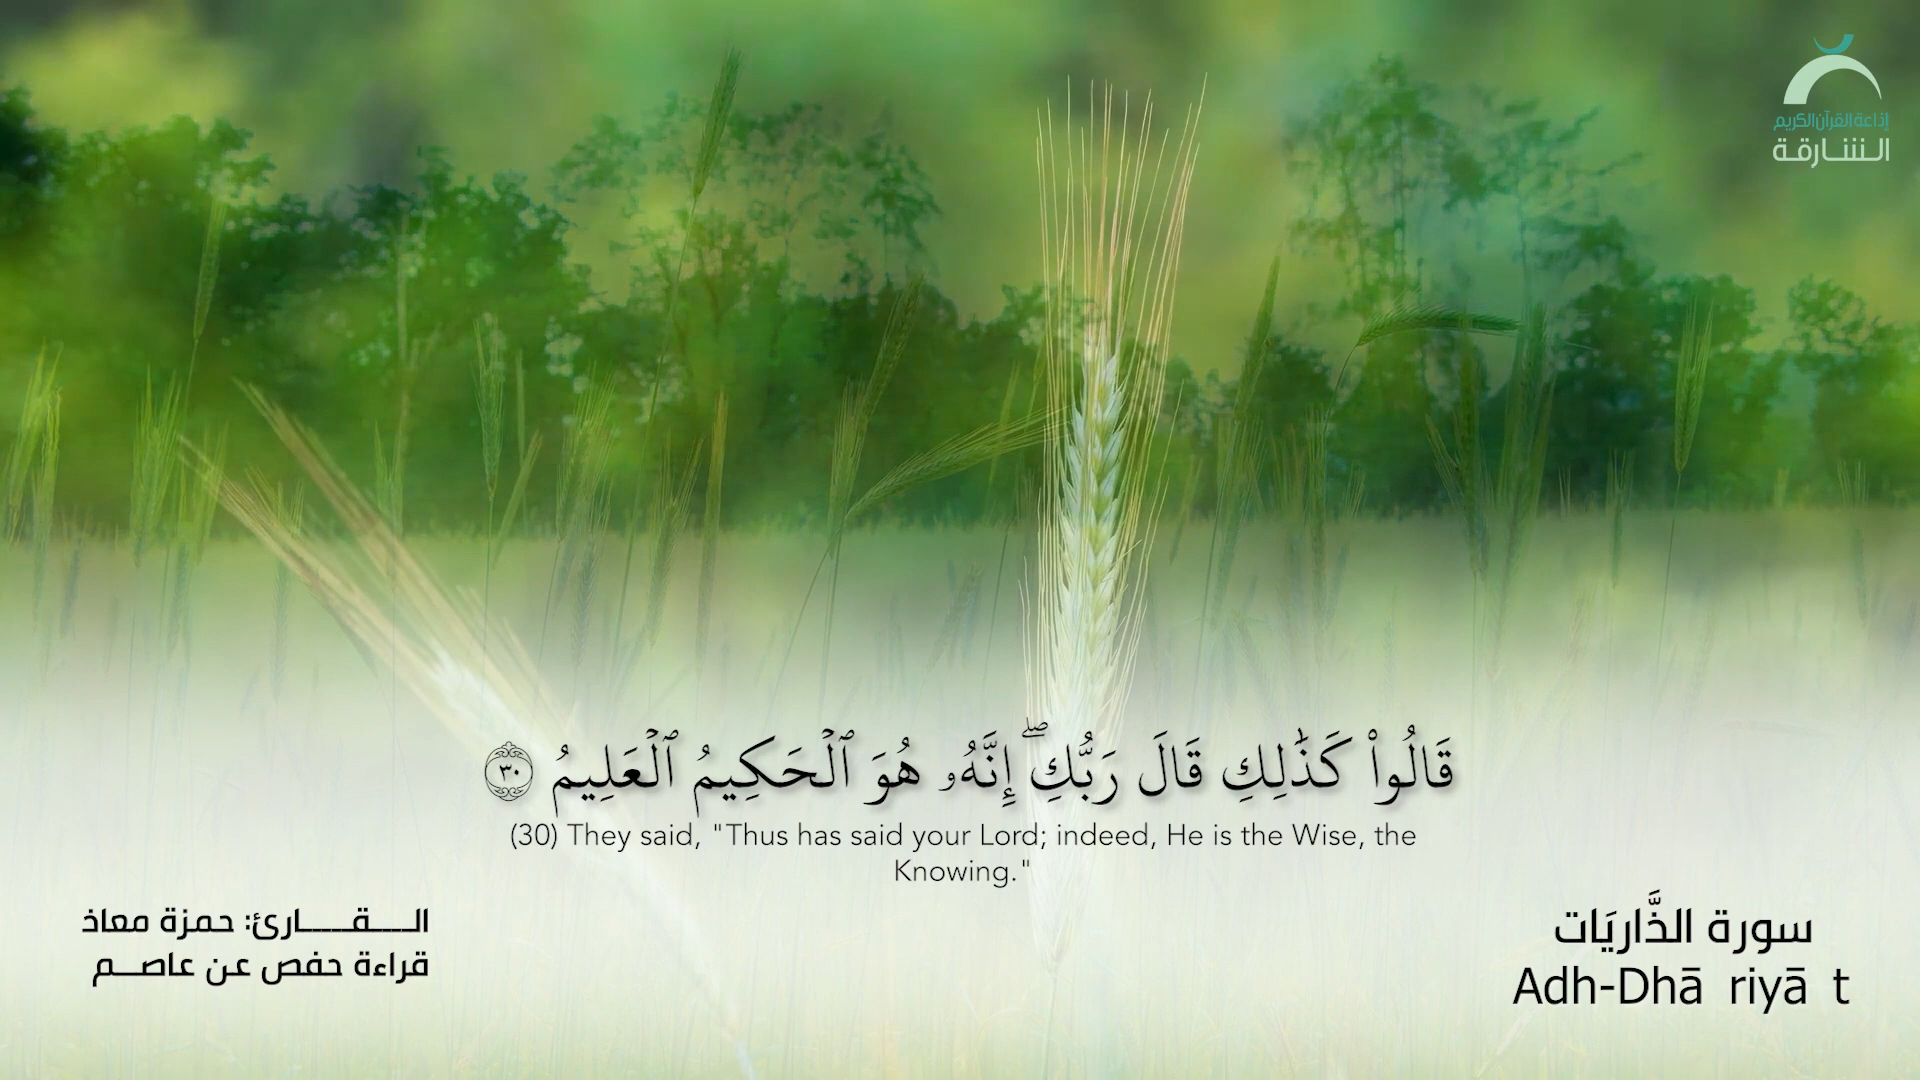 إذاعة القرآن الكريم
الشارقة
قَالُوا۟ كَذَٰلِكِ قَالَ رَبُّكِ ۖ إِنَّهُۥ هُوَ ٱلْحَكِيمُ ٱلْعَلِيمُ ٣٠
(30) They said, "Thus has said your Lord; indeed, He is the Wise, the
Knowing."
الـــقـــارئ: حمزة معاذ
قراءة حفص عن عاصـم
سورة الذَّاريَات
Adh-Dhā riyā t